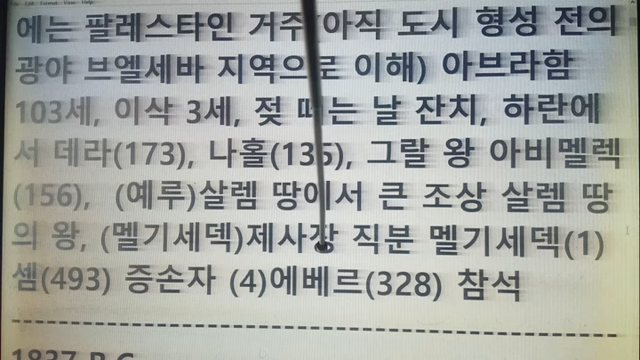 에는 팔레스타인 거주(아직 도시 형성 전의
광야 브엘세바 지역으로 이해) 아브라함
103세, 이삭 3세, 젖 떼는 날 잔치, 하란에
서 데라(173), 나홀(135), 그랄 왕 아비멜렉
(156), (예루)살렘 땅에서 큰 조상 살렘 땅
의 왕, (멜기세덱)제사장 직분 멜기세덱(1)
셈(493) 증손자 (4)에베르(328) 참석
1837 B.C